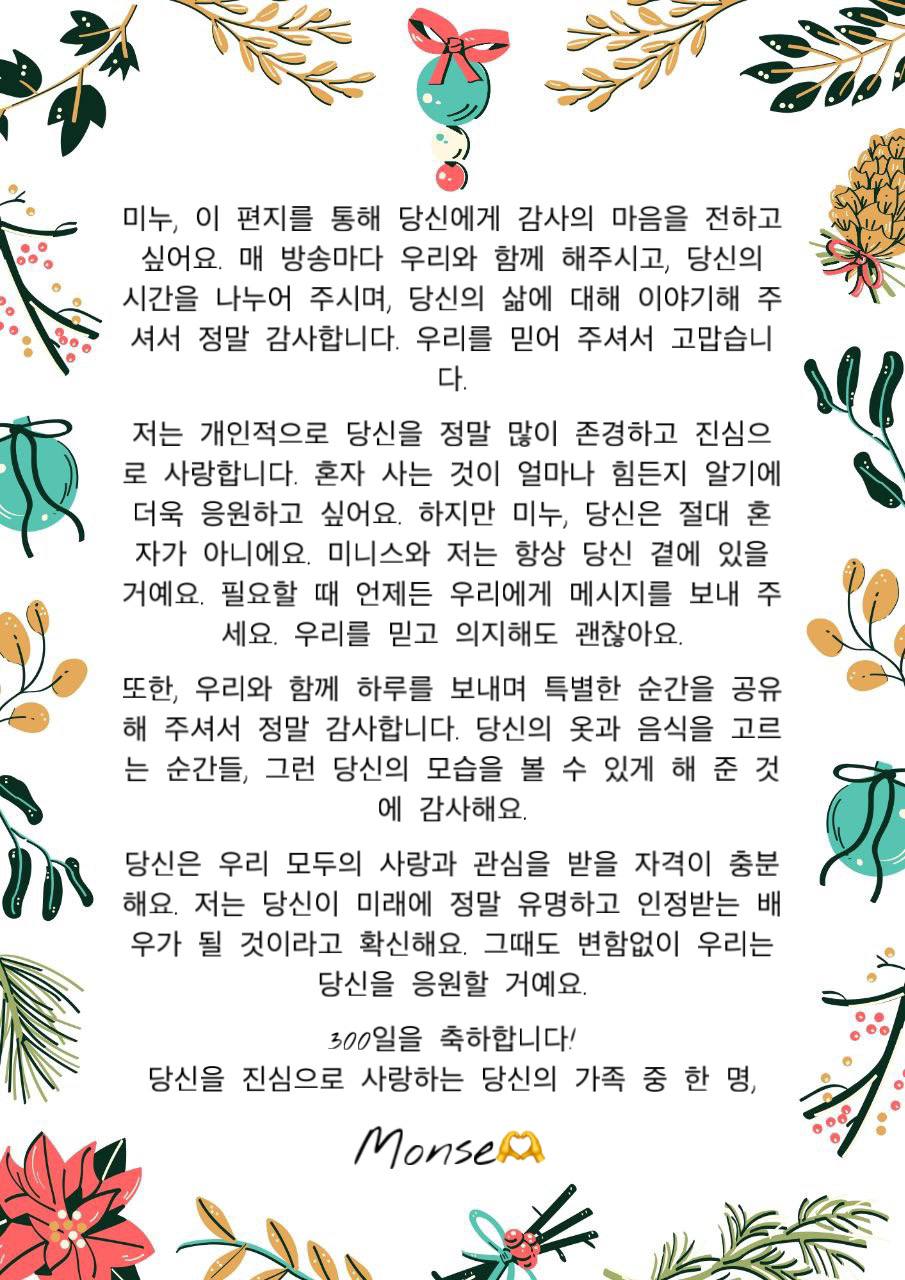 미누, 이 편지를 통해 당신에게 감사의 마음을 전하고
싶어요. 매 방송마다 우리와 함께 해주시고, 당신의
시간을 나누어 주시며, 당신의 삶에 대해 이야기해 주
셔서 정말 감사합니다. 우리를 믿어 주셔서 고맙습니
다.
저는 개인적으로 당신을 정말 많이 존경하고 진심으
로 사랑합니다. 혼자 사는 것이 얼마나 힘든지 알기에
더욱 응원하고 싶어요. 하지만 미누, 당신은 절대 혼
자가 아니에요. 미니스와 저는 항상 당신 곁에 있을
거예요. 필요할 때 언제든 우리에게 메시지를 보내 주
세요. 우리를 믿고 의지해도 괜찮아요.
또한, 우리와 함께 하루를 보내며 특별한 순간을 공유
해 주셔서 정말 감사합니다. 당신의 옷과 음식을 고르
는 순간들, 그런 당신의 모습을 볼 수 있게 해 준 것
에 감사해요.
당신은 우리 모두의 사랑과 관심을 받을 자격이 충분
해요. 저는 당신이 미래에 정말 유명하고 인정받는 배
우가 될 것이라고 확신해요. 그때도 변함없이 우리는
당신을 응원할 거예요.
300일을 축하합니다!
당신을 진심으로 사랑하는 당신의 가족 중 한 명,
Monse🫶